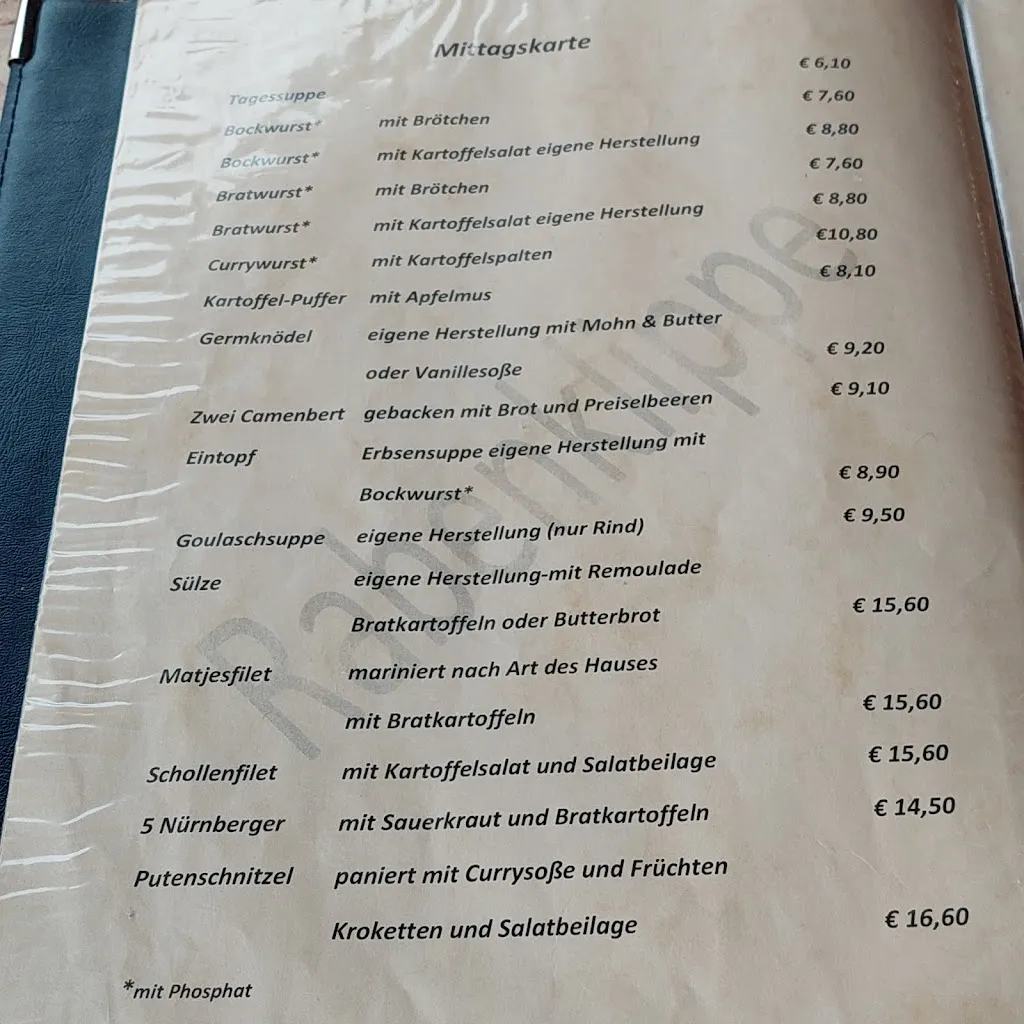 Mittagskarte
Tagessuppe € 6,10
Bockwurst* mit Brötchen € 7,60
Bockwurst* mit Kartoffelsalat eigene Herstellung € 8,80
Bratwurst* mit Brötchen € 7,60
Bratwurst* mit Kartoffelsalat eigene Herstellung € 8,80
Currywurst* mit Kartoffelspalten €10,80
Kartoffel-Puffer mit Apfelmus € 8,10
Germknödel eigene Herstellung mit Mohn & Butter
oder Vanillesoße € 9,20
Zwei Camenbert gebacken mit Brot und Preiselbeeren € 9,10
Eintopf Erbsensuppe eigene Herstellung mit
Bockwurst* € 8,90
Goulaschsuppe eigene Herstellung (nur Rind) € 9,50
Sülze eigene Herstellung-mit Remoulade
Bratkartoffeln oder Butterbrot € 15,60
Matjesfilet mariniert nach Art des Hauses
mit Bratkartoffeln € 15,60
Schollenfilet mit Kartoffelsalat und Salatbeilage € 15,60
5 Nürnberger mit Sauerkraut und Bratkartoffeln € 14,50
Putenschnitzel paniert mit Currysoße und Früchten
Kroketten und Salatbeilage € 16,60
*mit Phosphat
Rabenklippe